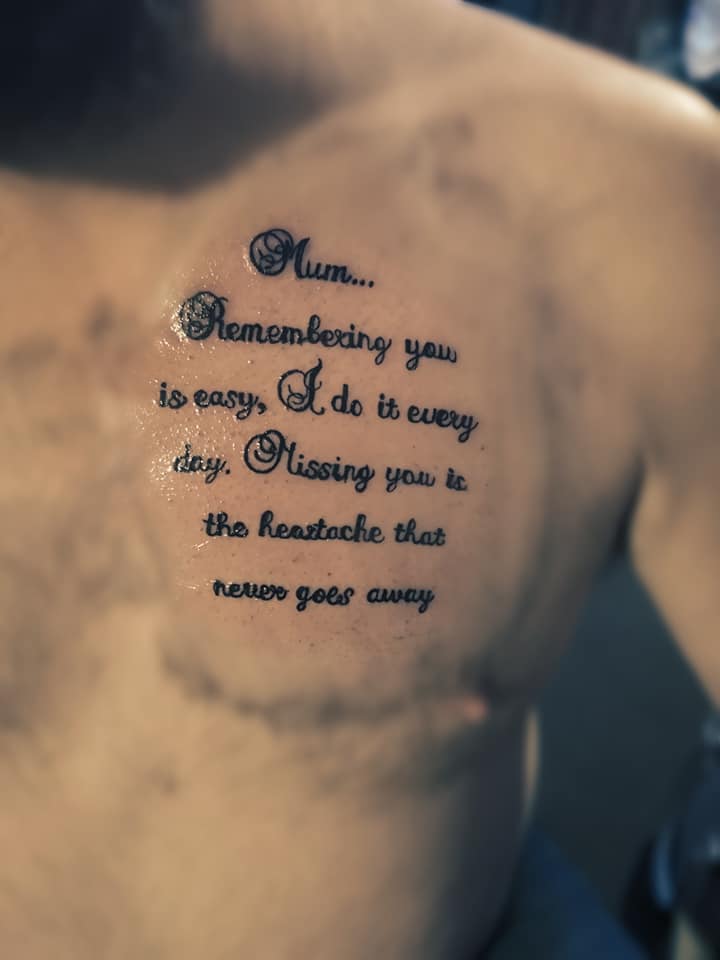 Mum...
Remembering you
is easy, I do it every
day. Missing you is
the heartache that
never goes away